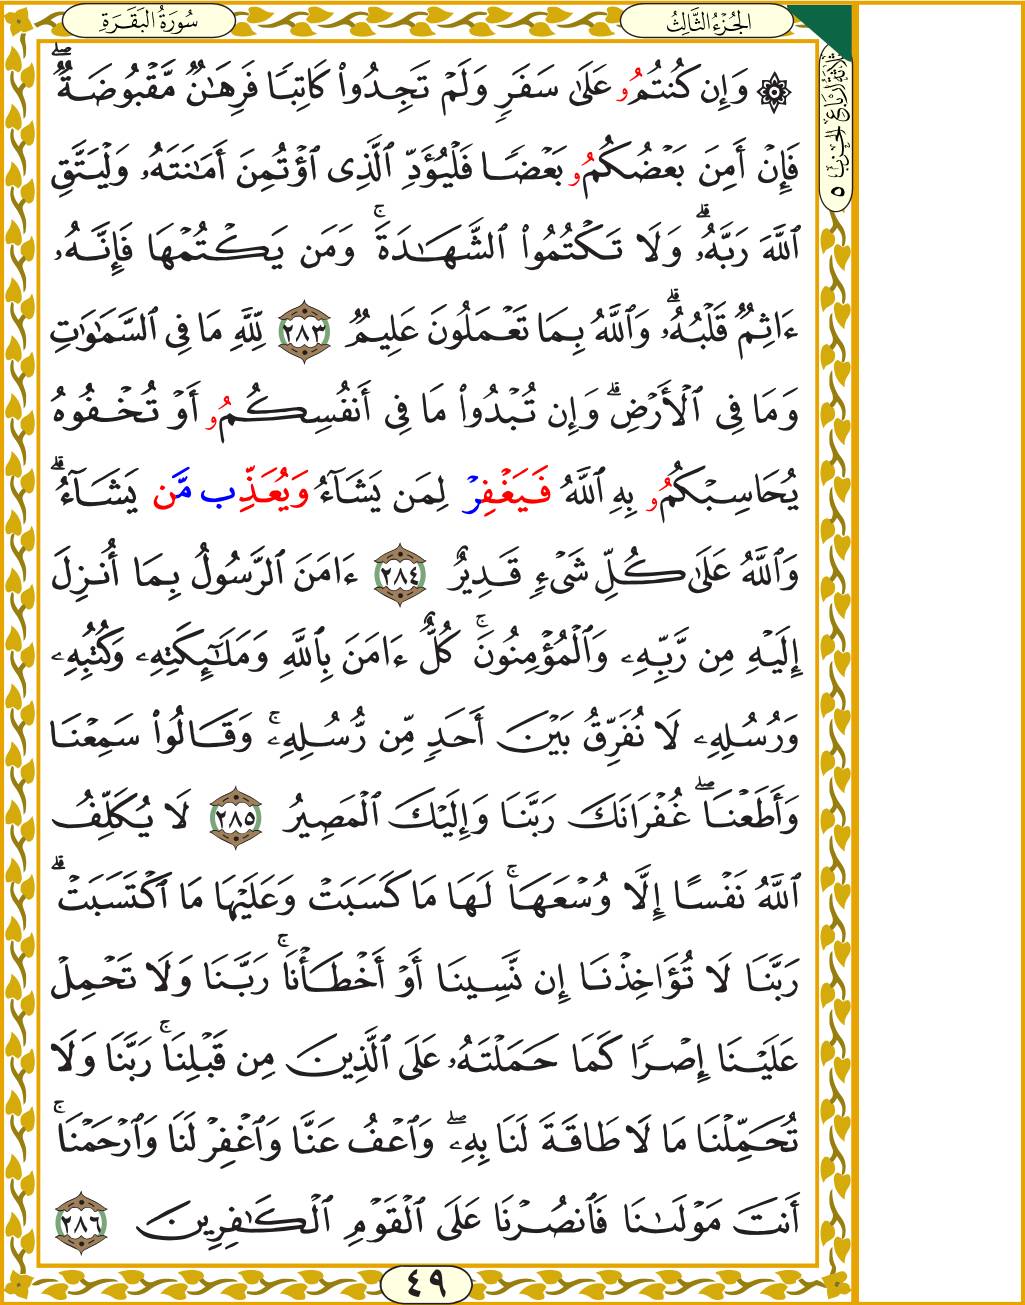 الجُزْءُ الثَّالِثُ
سُورَةُ البَقَرَةِ
ثلاثة أرباع الحزب ٥
۞ وَإِن كُنتُمُۥ عَلَىٰ سَفَرٍ وَلَمْ تَجِدُوا۟ كَاتِبًا فَرِهَـٰنٌ مَّقْبُوضَةٌ ۖ
فَإِنْ أَمِنَ بَعْضُكُمُۥ بَعْضًا فَلْيُؤَدِّ ٱلَّذِى ٱؤْتُمِنَ أَمَـٰنَتَهُۥ وَلْيَتَّقِ
ٱللَّهَ رَبَّهُۥ ۗ وَلَا تَكْتُمُوا۟ ٱلشَّهَـٰدَةَ ۚ وَمَن يَكْتُمْهَا فَإِنَّهُۥ
ءَاثِمٌ قَلْبُهُۥ ۗ وَٱللَّهُ بِمَا تَعْمَلُونَ عَلِيمٌ ٢٨٣ لِّلَّهِ مَا فِى ٱلسَّمَـٰوَٰتِ
وَمَا فِى ٱلْأَرْضِ ۗ وَإِن تُبْدُوا۟ مَا فِى أَنفُسِكُمُۥ أَوْ تُخْفُوهُ
يُحَاسِبْكُمُۥ بِهِ ٱللَّهُ فَيَغْفِرْ لِمَن يَشَآءُ وَيُعَذِّب مَّن يَشَآءُ ۗ
وَٱللَّهُ عَلَىٰ كُلِّ شَىْءٍ قَدِيرٌ ٢٨٤ ءَامَنَ ٱلرَّسُولُ بِمَا أُنزِلَ
إِلَيْهِ مِن رَّبِّهِۦ وَٱلْمُؤْمِنُونَ ۚ كُلٌّ ءَامَنَ بِٱللَّهِ وَمَلَـٰٓئِكَتِهِۦ وَكُتُبِهِۦ
وَرُسُلِهِۦ لَا نُفَرِّقُ بَيْنَ أَحَدٍ مِّن رُّسُلِهِۦ ۚ وَقَالُوا۟ سَمِعْنَا
وَأَطَعْنَا ۖ غُفْرَانَكَ رَبَّنَا وَإِلَيْكَ ٱلْمَصِيرُ ٢٨٥ لَا يُكَلِّفُ
ٱللَّهُ نَفْسًا إِلَّا وُسْعَهَا ۚ لَهَا مَا كَسَبَتْ وَعَلَيْهَا مَا ٱكْتَسَبَتْ ۗ
رَبَّنَا لَا تُؤَاخِذْنَا إِن نَّسِينَا أَوْ أَخْطَأْنَا ۚ رَبَّنَا وَلَا تَحْمِلْ
عَلَيْنَا إِصْرًا كَمَا حَمَلْتَهُۥ عَلَى ٱلَّذِينَ مِن قَبْلِنَا ۚ رَبَّنَا وَلَا
تُحَمِّلْنَا مَا لَا طَاقَةَ لَنَا بِهِۦ ۖ وَٱعْفُ عَنَّا وَٱغْفِرْ لَنَا وَٱرْحَمْنَا ۚ
أَنتَ مَوْلَىٰنَا فَٱنصُرْنَا عَلَى ٱلْقَوْمِ ٱلْكَـٰفِرِينَ ٢٨٦
٤٩